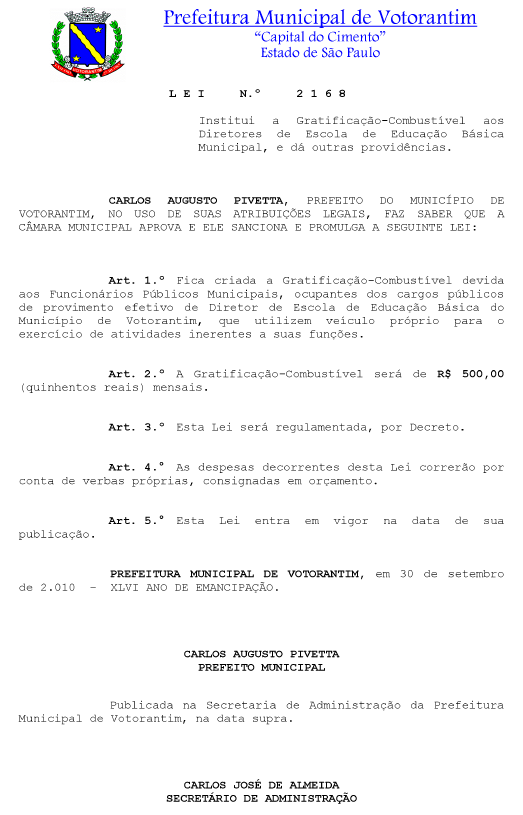 Prefeitura Municipal de Votorantim
“Capital do Cimento”
Estado de São Paulo
L E I N.º 2 1 6 8
Institui a Gratificação-Combustível aos
Diretores de Escola de Educação Básica
Municipal, e dá outras providências.
CARLOS AUGUSTO PIVETTA, PREFEITO DO MUNICÍPIO DE
VOTORANTIM, NO USO DE SUAS ATRIBUIÇÕES LEGAIS, FAZ SABER QUE A
CÂMARA MUNICIPAL APROVA E ELE SANCIONA E PROMULGA A SEGUINTE LEI:
Art. 1.º Fica criada a Gratificação-Combustível devida
aos Funcionários Públicos Municipais, ocupantes dos cargos públicos
de provimento efetivo de Diretor de Escola de Educação Básica do
Município de Votorantim, que utilizem veículo próprio para o
exercício de atividades inerentes a suas funções.
Art. 2.º A Gratificação-Combustível será de R$ 500,00
(quinhentos reais) mensais.
Art. 3.º Esta Lei será regulamentada, por Decreto.
Art. 4.º As despesas decorrentes desta Lei correrão por
conta de verbas próprias, consignadas em orçamento.
Art. 5.º Esta Lei entra em vigor na data de sua
publicação.
PREFEITURA MUNICIPAL DE VOTORANTIM, em 30 de setembro
de 2.010 – XLVI ANO DE EMANCIPAÇÃO.
CARLOS AUGUSTO PIVETTA
PREFEITO MUNICIPAL
Publicada na Secretaria de Administração da Prefeitura
Municipal de Votorantim, na data supra.
CARLOS JOSÉ DE ALMEIDA
SECRETÁRIO DE ADMINISTRAÇÃO